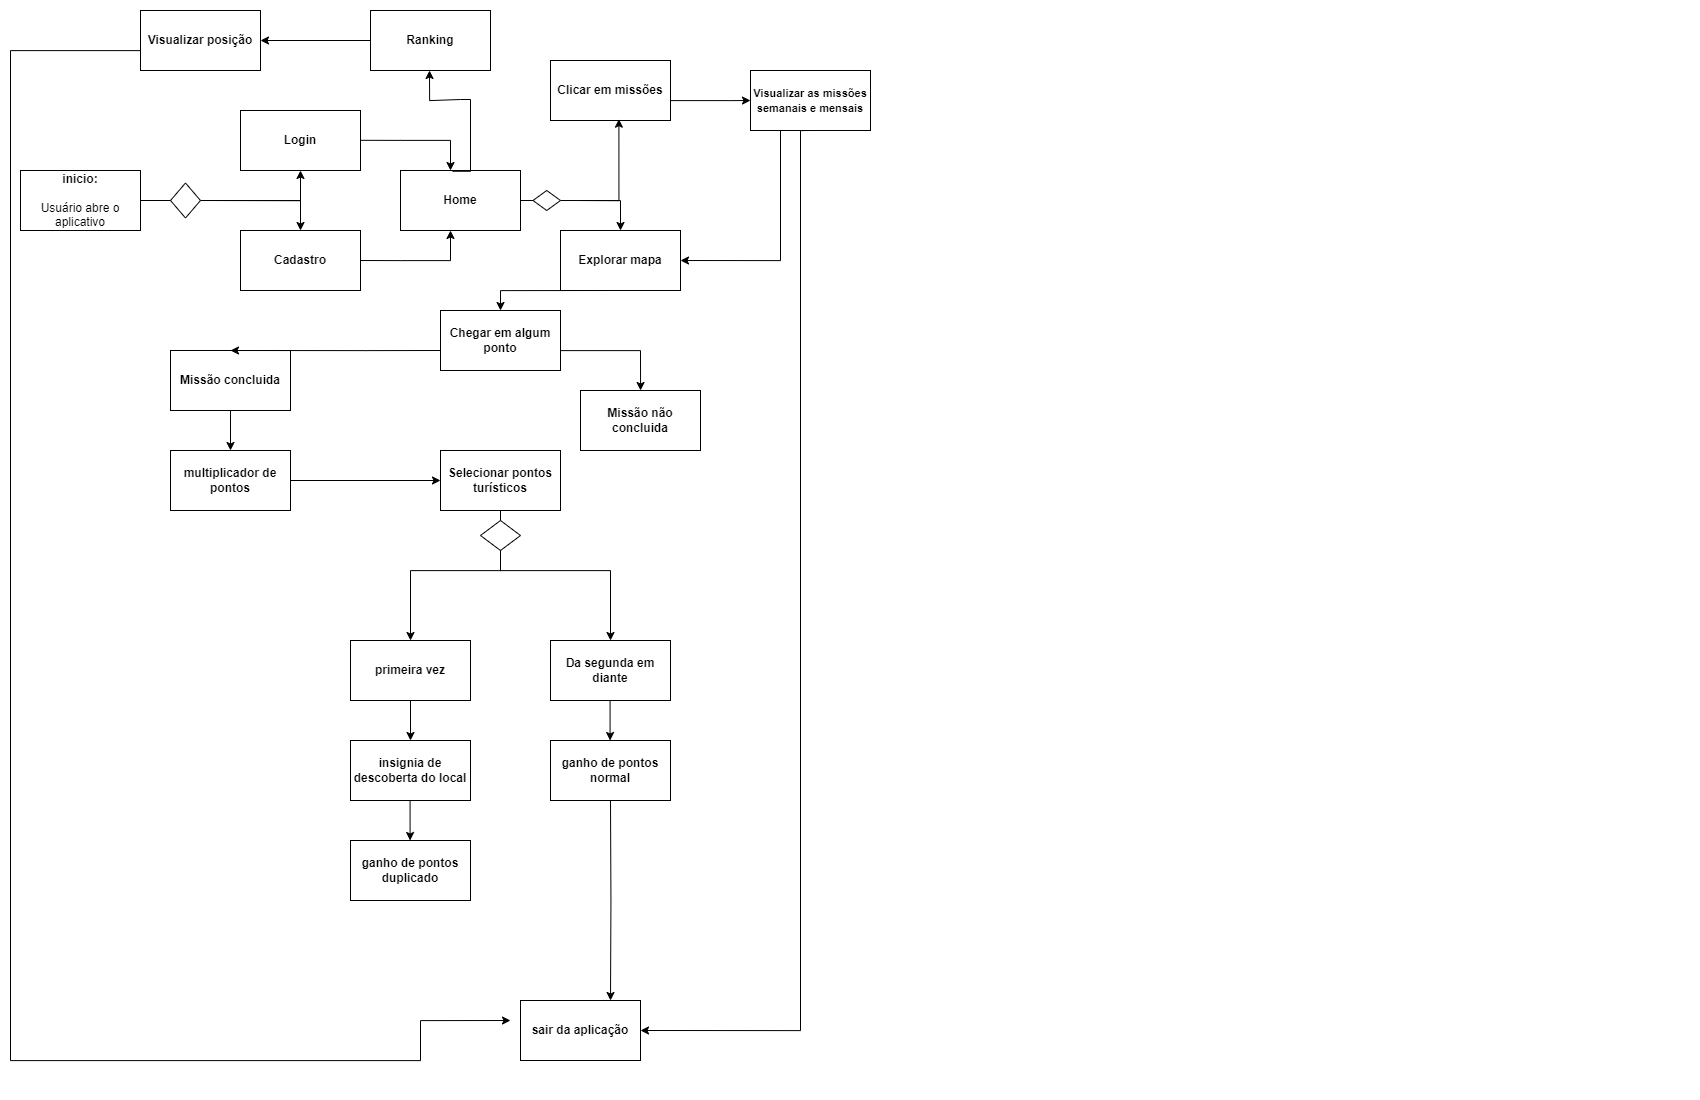 Visualizar posição
Ranking
Clicar em missões
Visualizar as missões
semanais e mensais
Login
inicio:
Usuário abre o
aplicativo
Home
Cadastro
Explorar mapa
Chegar em algum
ponto
Missão concluida
Missão não
concluida
multiplicador de
pontos
Selecionar pontos
turísticos
primeira vez
Da segunda em
diante
insignia de
descoberta do local
ganho de pontos
normal
ganho de pontos
duplicado
sair da aplicação